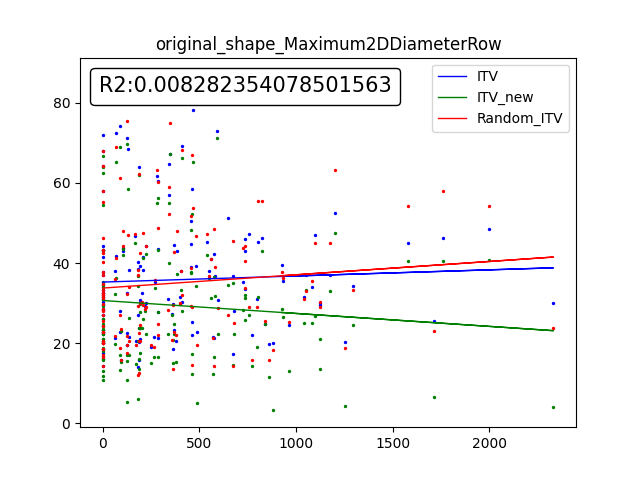 original_shape_Maximum2DDiameterRow
R2:0.008282354078501563
ITV
ITV_new
Random_ITV
80
60
40
20
0
0 500 1000 1500 2000